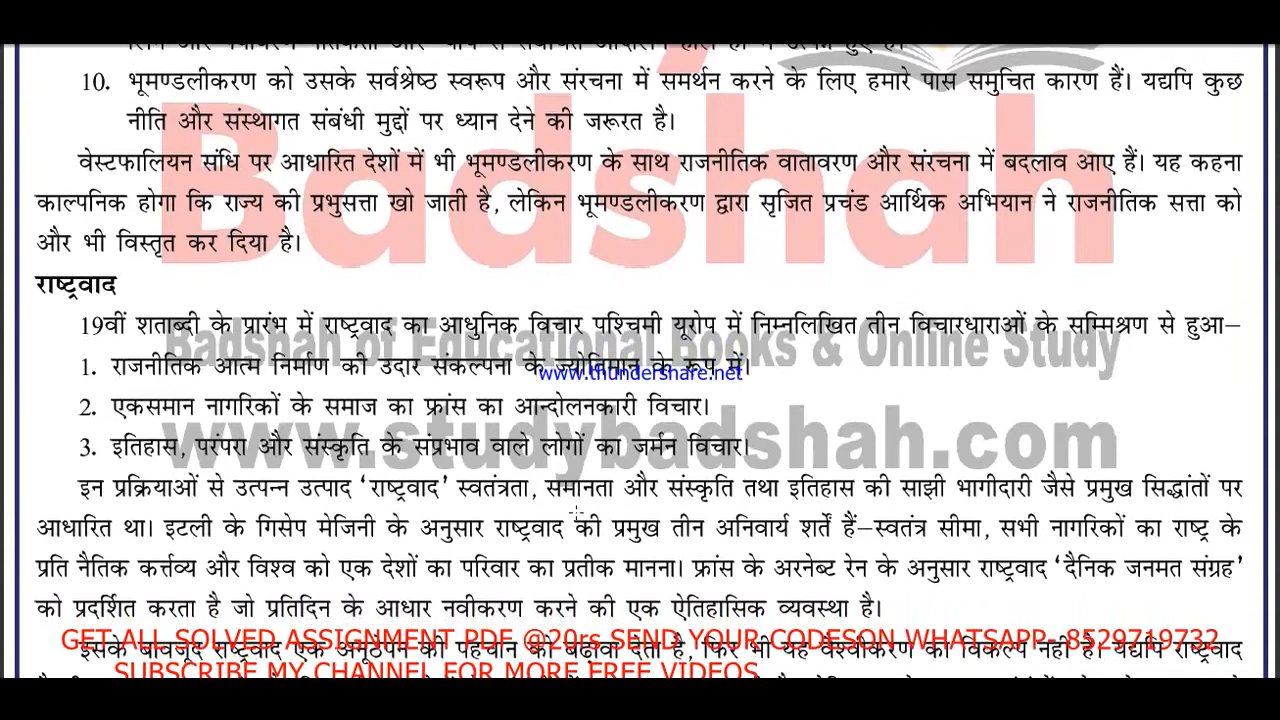 10. भूमण्डलीकरण को उसके सर्वश्रेष्ठ स्वरूप और संरचना में समर्थन करने के लिए हमारे पास समुचित कारण हैं। यद्यपि कुछ
नीति और संस्थागत संबंधी मुद्दों पर ध्यान देने की जरूरत है।
Badshah
वेस्टफालियन संधि पर आधारित देशों में भी भूमण्डलीकरण के साथ राजनीतिक वातावरण और संरचना में बदलाव आए हैं। यह कहना
काल्पनिक होगा कि राज्य की प्रभुसत्ता खो जाती है, लेकिन भूमण्डलीकरण द्वारा सृजित प्रचंड आर्थिक अभियान ने राजनीतिक सत्ता को
और भी विस्तृत कर दिया है।
राष्ट्रवाद
19वीं शताब्दी के प्रारंभ में राष्ट्रवाद का आधुनिक विचार पश्चिमी यूरोप में निम्नलिखित तीन विचारधाराओं के सम्मिश्रण से हुआ–
Badshah of Educational Books & Online Study
1. राजनीतिक आत्म निर्माण की उदार संकल्पना के ज्योतिमान के रूप में।
www.thundershare.net
2. एकसमान नागरिकों के समाज का फ्रांस का आन्दोलनकारी विचार।
3. इतिहास, परंपरा और संस्कृति के संप्रभाव वाले लोगों का जर्मन विचार।
www.studybadshah.com
इन प्रक्रियाओं से उत्पन्न उत्पाद ‘राष्ट्रवाद’ स्वतंत्रता, समानता और संस्कृति तथा इतिहास की साझी भागीदारी जैसे प्रमुख सिद्धांतों पर
आधारित था। इटली के गिसेप मेजिनी के अनुसार राष्ट्रवाद की प्रमुख तीन अनिवार्य शर्तें हैं–स्वतंत्र सीमा, सभी नागरिकों का राष्ट्र के
प्रति नैतिक कर्त्तव्य और विश्व को एक देशों का परिवार का प्रतीक मानना। फ्रांस के अरनेब्ट रेन के अनुसार राष्ट्रवाद ‘दैनिक जनमत संग्रह’
को प्रदर्शित करता है जो प्रतिदिन के आधार नवीकरण करने की एक ऐतिहासिक व्यवस्था है।
GET ALL SOLVED ASSIGNMENT PDF @20rs SEND YOUR CODESON WHATSAPP- 8529719732
इसके बावजूद राष्ट्रवाद एक अनूठेपन की पहचान को बढ़ावा देता है, फिर भी यह वैश्वीकरण का विकल्प नहीं है। यद्यपि राष्ट्रवाद
SUBSCRIBE MY CHANNEL FOR MORE FREE VIDEOS